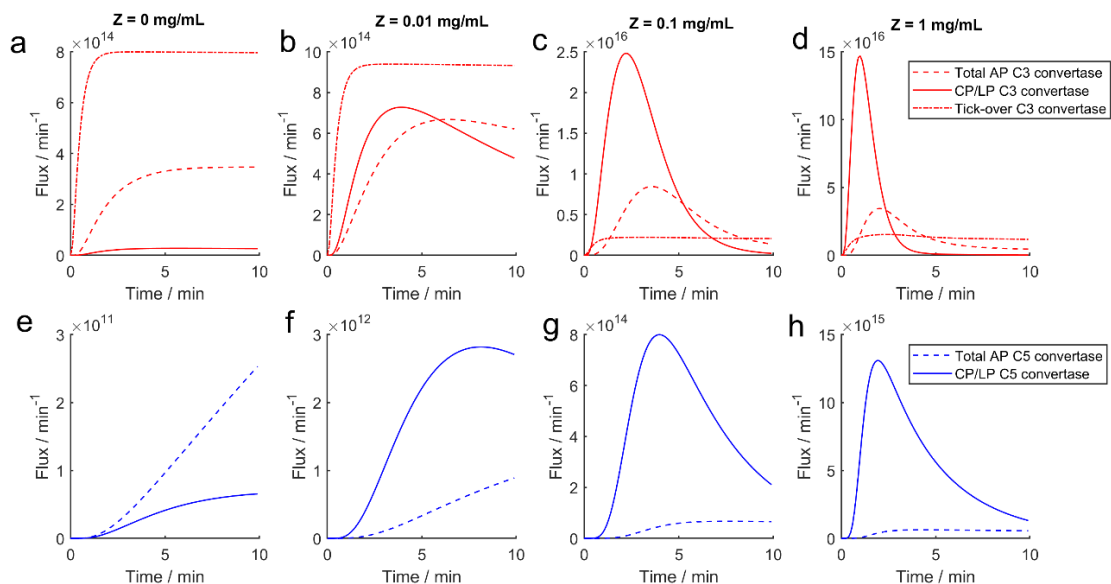 Z = 0 mg/mL
Z = 0.01 mg/mL
Z = 0.1 mg/mL
Z = 1 mg/mL
a
×10^14
8
6
4
2
0
Flux / min^-1
0 5 10
Time / min
b
×10^14
10
8
6
4
2
0
Flux / min^-1
0 5 10
Time / min
c
×10^16
2.5
2
1.5
1
0.5
0
Flux / min^-1
0 5 10
Time / min
d
×10^16
15
10
5
0
Flux / min^-1
0 5 10
Time / min
Total AP C3 convertase
CP/LP C3 convertase
Tick-over C3 convertase
e
×10^11
3
2
1
0
Flux / min^-1
0 5 10
Time / min
f
×10^12
3
2
1
0
Flux / min^-1
0 5 10
Time / min
g
×10^14
8
6
4
2
0
Flux / min^-1
0 5 10
Time / min
h
×10^15
15
10
5
0
Flux / min^-1
0 5 10
Time / min
Total AP C5 convertase
CP/LP C5 convertase